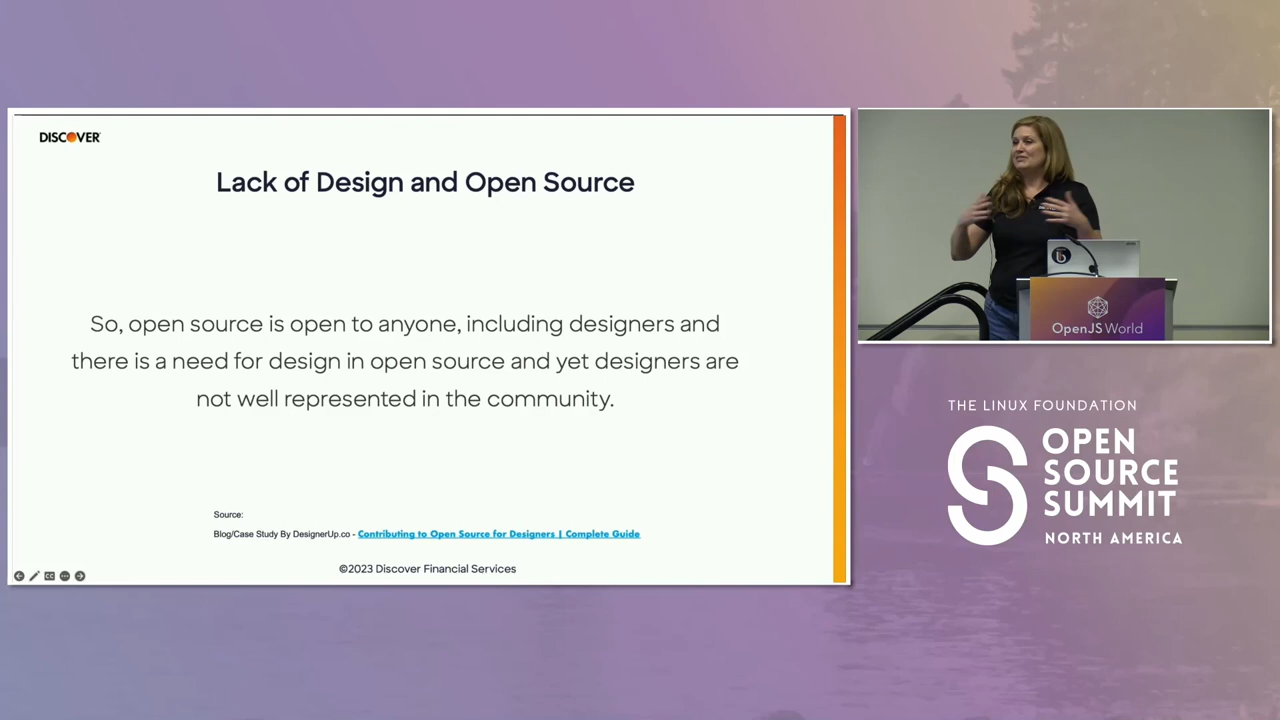 DISCOVER
Lack of Design and Open Source
So, open source is open to anyone, including designers and
there is a need for design in open source and yet designers are
not well represented in the community.
Source:
Blog/Case Study By DesignerUp.co - Contributing to Open Source for Designers | Complete Guide
©2023 Discover Financial Services
CC
OpenJS World
THE LINUX FOUNDATION
OPEN
SOURCE
SUMMIT
NORTH AMERICA